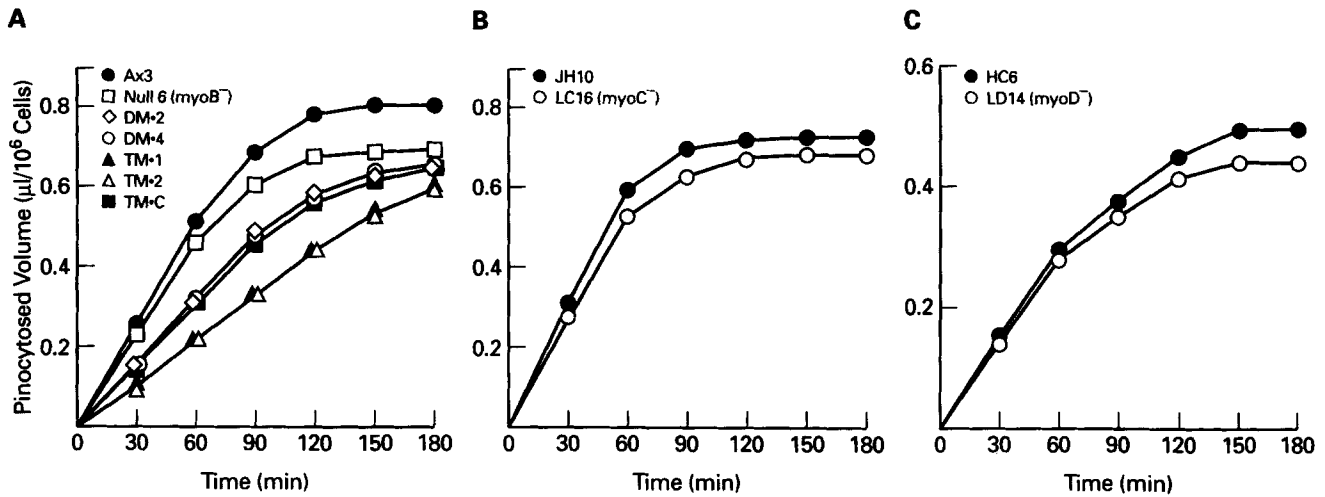 A
Ax3
Null 6 (myoB⁻)
DM•2
DM•4
TM•1
TM•2
TM•C
Pinocytosed Volume (µl/10⁶ Cells)
0.8
0.6
0.4
0.2
0 30 60 90 120 150 180
Time (min)
B
JH10
LC16 (myoC⁻)
0.8
0.6
0.4
0.2
0 30 60 90 120 150 180
Time (min)
C
HC6
LD14 (myoD⁻)
0.6
0.4
0.2
0 30 60 90 120 150 180
Time (min)